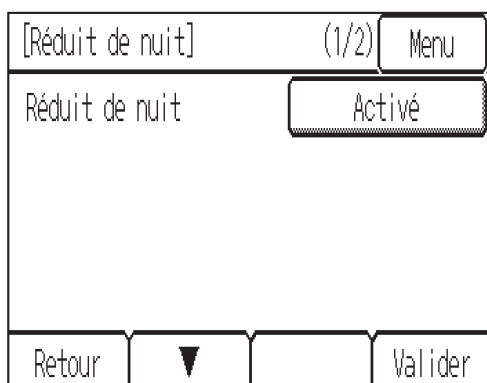 [Réduit de nuit] (1/2) Menu
Réduit de nuit Activé
Retour ▼ Valider